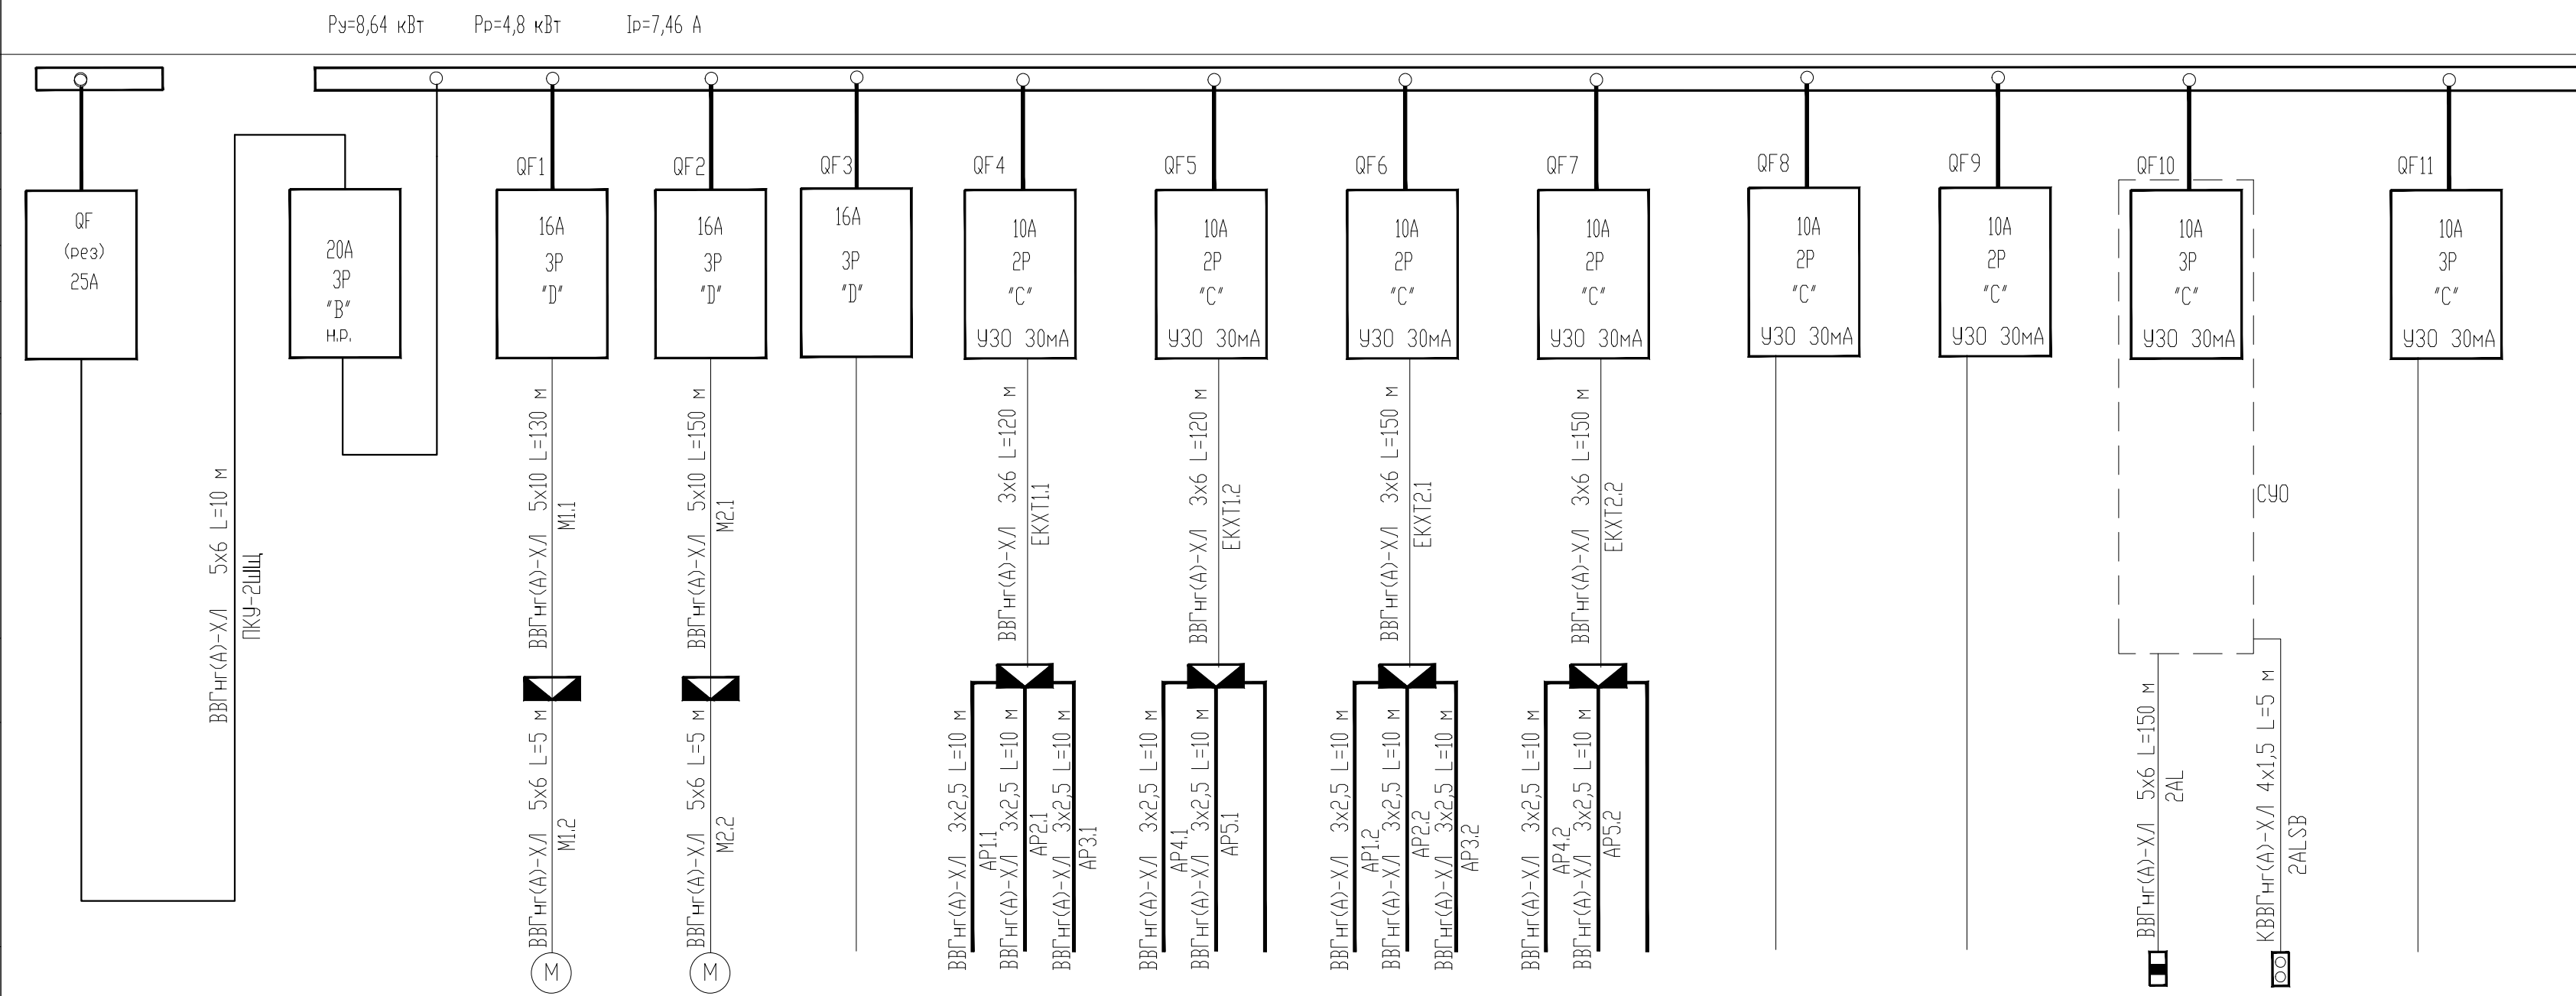 Ру=8,64 кВт Рр=4,8 кВт Iр=7,46 А
QF
(рез)
25А
ВВГнг(А)-ХЛ 5х6 L=10 м
ПКУ-2ШЩ
20А
3Р
"В"
н.р.
QF1
16А
3Р
"D"
ВВГнг(А)-ХЛ 5х10 L=130 м
М1.1
ВВГнг(А)-ХЛ 5х6 L=5 м
М1.2
М
QF2
16А
3Р
"D"
ВВГнг(А)-ХЛ 5х10 L=150 м
М2.1
ВВГнг(А)-ХЛ 5х6 L=5 м
М2.2
М
QF3
16А
3Р
"D"
QF4
10А
2Р
"С"
УЗО 30мА
ВВГнг(А)-ХЛ 3х6 L=120 м
ЕКХТ1.1
ВВГнг(А)-ХЛ 3х2,5 L=10 м
АР1.1
ВВГнг(А)-ХЛ 3х2,5 L=10 м
АР2.1
ВВГнг(А)-ХЛ 3х2,5 L=10 м
АР3.1
QF5
10А
2Р
"С"
УЗО 30мА
ВВГнг(А)-ХЛ 3х6 L=120 м
ЕКХТ1.2
ВВГнг(А)-ХЛ 3х2,5 L=10 м
АР4.1
ВВГнг(А)-ХЛ 3х2,5 L=10 м
АР5.1
QF6
10А
2Р
"С"
УЗО 30мА
ВВГнг(А)-ХЛ 3х6 L=150 м
ЕКХТ2.1
ВВГнг(А)-ХЛ 3х2,5 L=10 м
АР1.2
ВВГнг(А)-ХЛ 3х2,5 L=10 м
АР2.2
ВВГнг(А)-ХЛ 3х2,5 L=10 м
АР3.2
QF7
10А
2Р
"С"
УЗО 30мА
ВВГнг(А)-ХЛ 3х6 L=150 м
ЕКХТ2.2
ВВГнг(А)-ХЛ 3х2,5 L=10 м
АР4.2
ВВГнг(А)-ХЛ 3х2,5 L=10 м
АР5.2
QF8
10А
2Р
"С"
УЗО 30мА
QF9
10А
2Р
"С"
УЗО 30мА
QF10
10А
3Р
"С"
УЗО 30мА
СУО
ВВГнг(А)-ХЛ 5х6 L=150 м
2AL
КВВГнг(А)-ХЛ 4х1,5 L=5 м
2ALSB
QF11
10А
3Р
"С"
УЗО 30мА